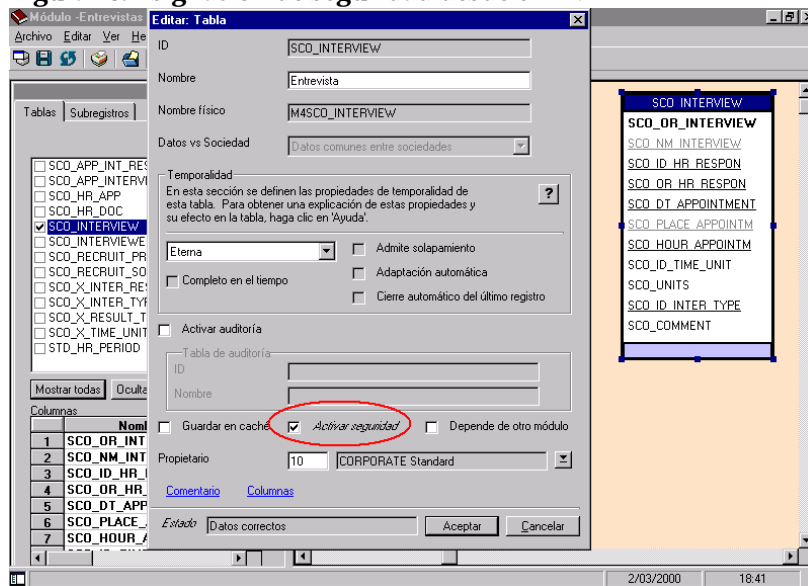 Módulo -Entrevistas
Editar: Tabla
Archivo Editar Ver He
ID SCO_INTERVIEW
Nombre Entrevista
Nombre físico M4SCO_INTERVIEW
Datos vs Sociedad Datos comunes entre sociedades
Temporalidad
En esta sección se definen las propiedades de temporalidad de
esta tabla. Para obtener una explicación de estas propiedades y
su efecto en la tabla, haga clic en 'Ayuda'.
?
Eterna
Admite solapamiento
Completo en el tiempo
Adaptación automática
Cierre automático del último registro
Activar auditoría
Tabla de auditoría
ID
Nombre
Guardar en caché Activar seguridad Depende de otro módulo
Propietario 10 CORPORATE Standard
Comentario Columnas
Estado Datos correctos Aceptar Cancelar
Tablas Subregistros
SCO_APP_INT_RES
SCO_APP_INTERVI
SCO_HR_APP
SCO_HR_DOC
SCO_INTERVIEW
SCO_INTERVIEWE
SCO_RECRUIT_PR
SCO_RECRUIT_SO
SCO_X_INTER_RE
SCO_X_INTER_TY
SCO_X_RESULT_T
SCO_X_TIME_UNIT
STD_HR_PERIOD
Mostrar todas Oculta
Columnas
Nom
1 SCO_OR_INT
2 SCO_NM_INT
3 SCO_ID_HR_
4 SCO_OR_HR_
5 SCO_DT_APP
6 SCO_PLACE_
7 SCO_HOUR_A
SCO INTERVIEW
SCO_OR_INTERVIEW
SCO_NM_INTERVIEW
SCO_ID_HR_RESPON
SCO_OR_HR_RESPON
SCO_DT_APPOINTMENT
SCO_PLACE_APPOINTM
SCO_HOUR_APPOINTM
SCO_ID_TIME_UNIT
SCO_UNITS
SCO_ID_INTER_TYPE
SCO_COMMENT
2/03/2000 18:41